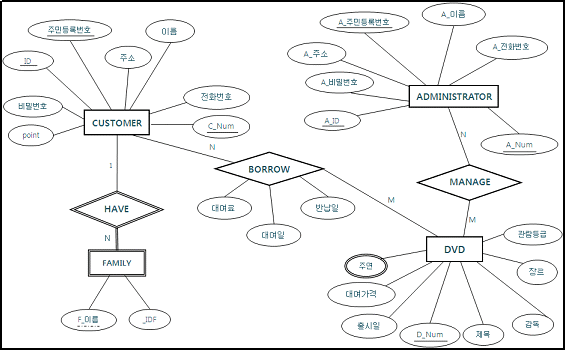 주민등록번호
이름
ID
주소
비밀번호
전화번호
point
CUSTOMER
C_Num
A_주민등록번호
A_이름
A_주소
A_전화번호
A_비밀번호
ADMINISTRATOR
A_ID
A_Num
N
N
1
BORROW
M
MANAGE
HAVE
대여료
반납일
대여일
M
N
FAMILY
F_이름
_IDF
DVD
관람등급
주연
장르
대여가격
출시일
D_Num
제목
감독